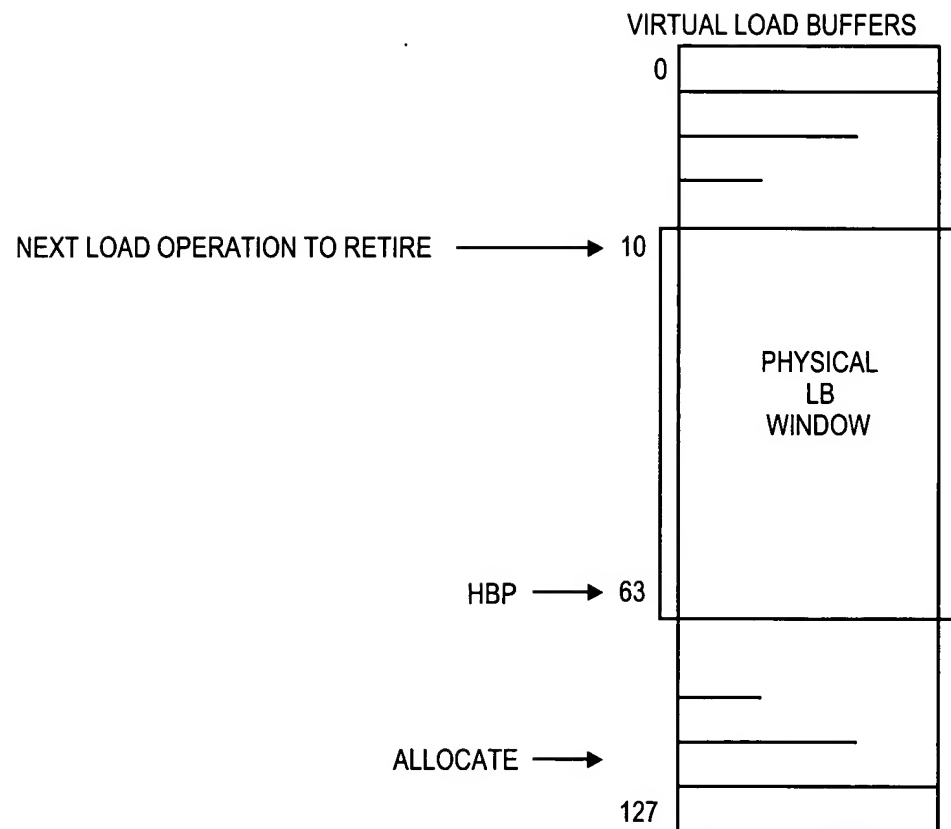 VIRTUAL LOAD BUFFERS
0
NEXT LOAD OPERATION TO RETIRE
10
PHYSICAL
LB
WINDOW
HBP
63
ALLOCATE
127